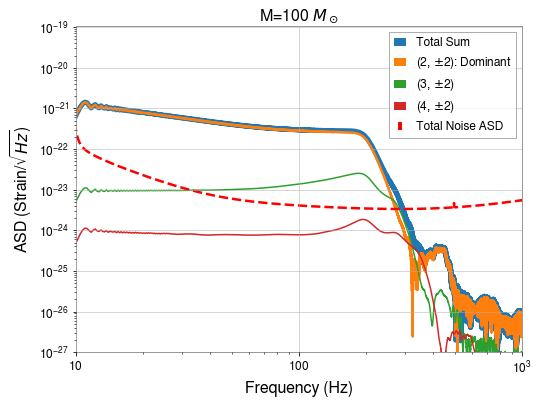 M=100 M⊙
10⁻¹⁹
10⁻²⁰
10⁻²¹
10⁻²²
10⁻²³
10⁻²⁴
10⁻²⁵
10⁻²⁶
10⁻²⁷
ASD (Strain/√Hz)
Total Sum
(2, ±2): Dominant
(3, ±2)
(4, ±2)
Total Noise ASD
10
100
10³
Frequency (Hz)